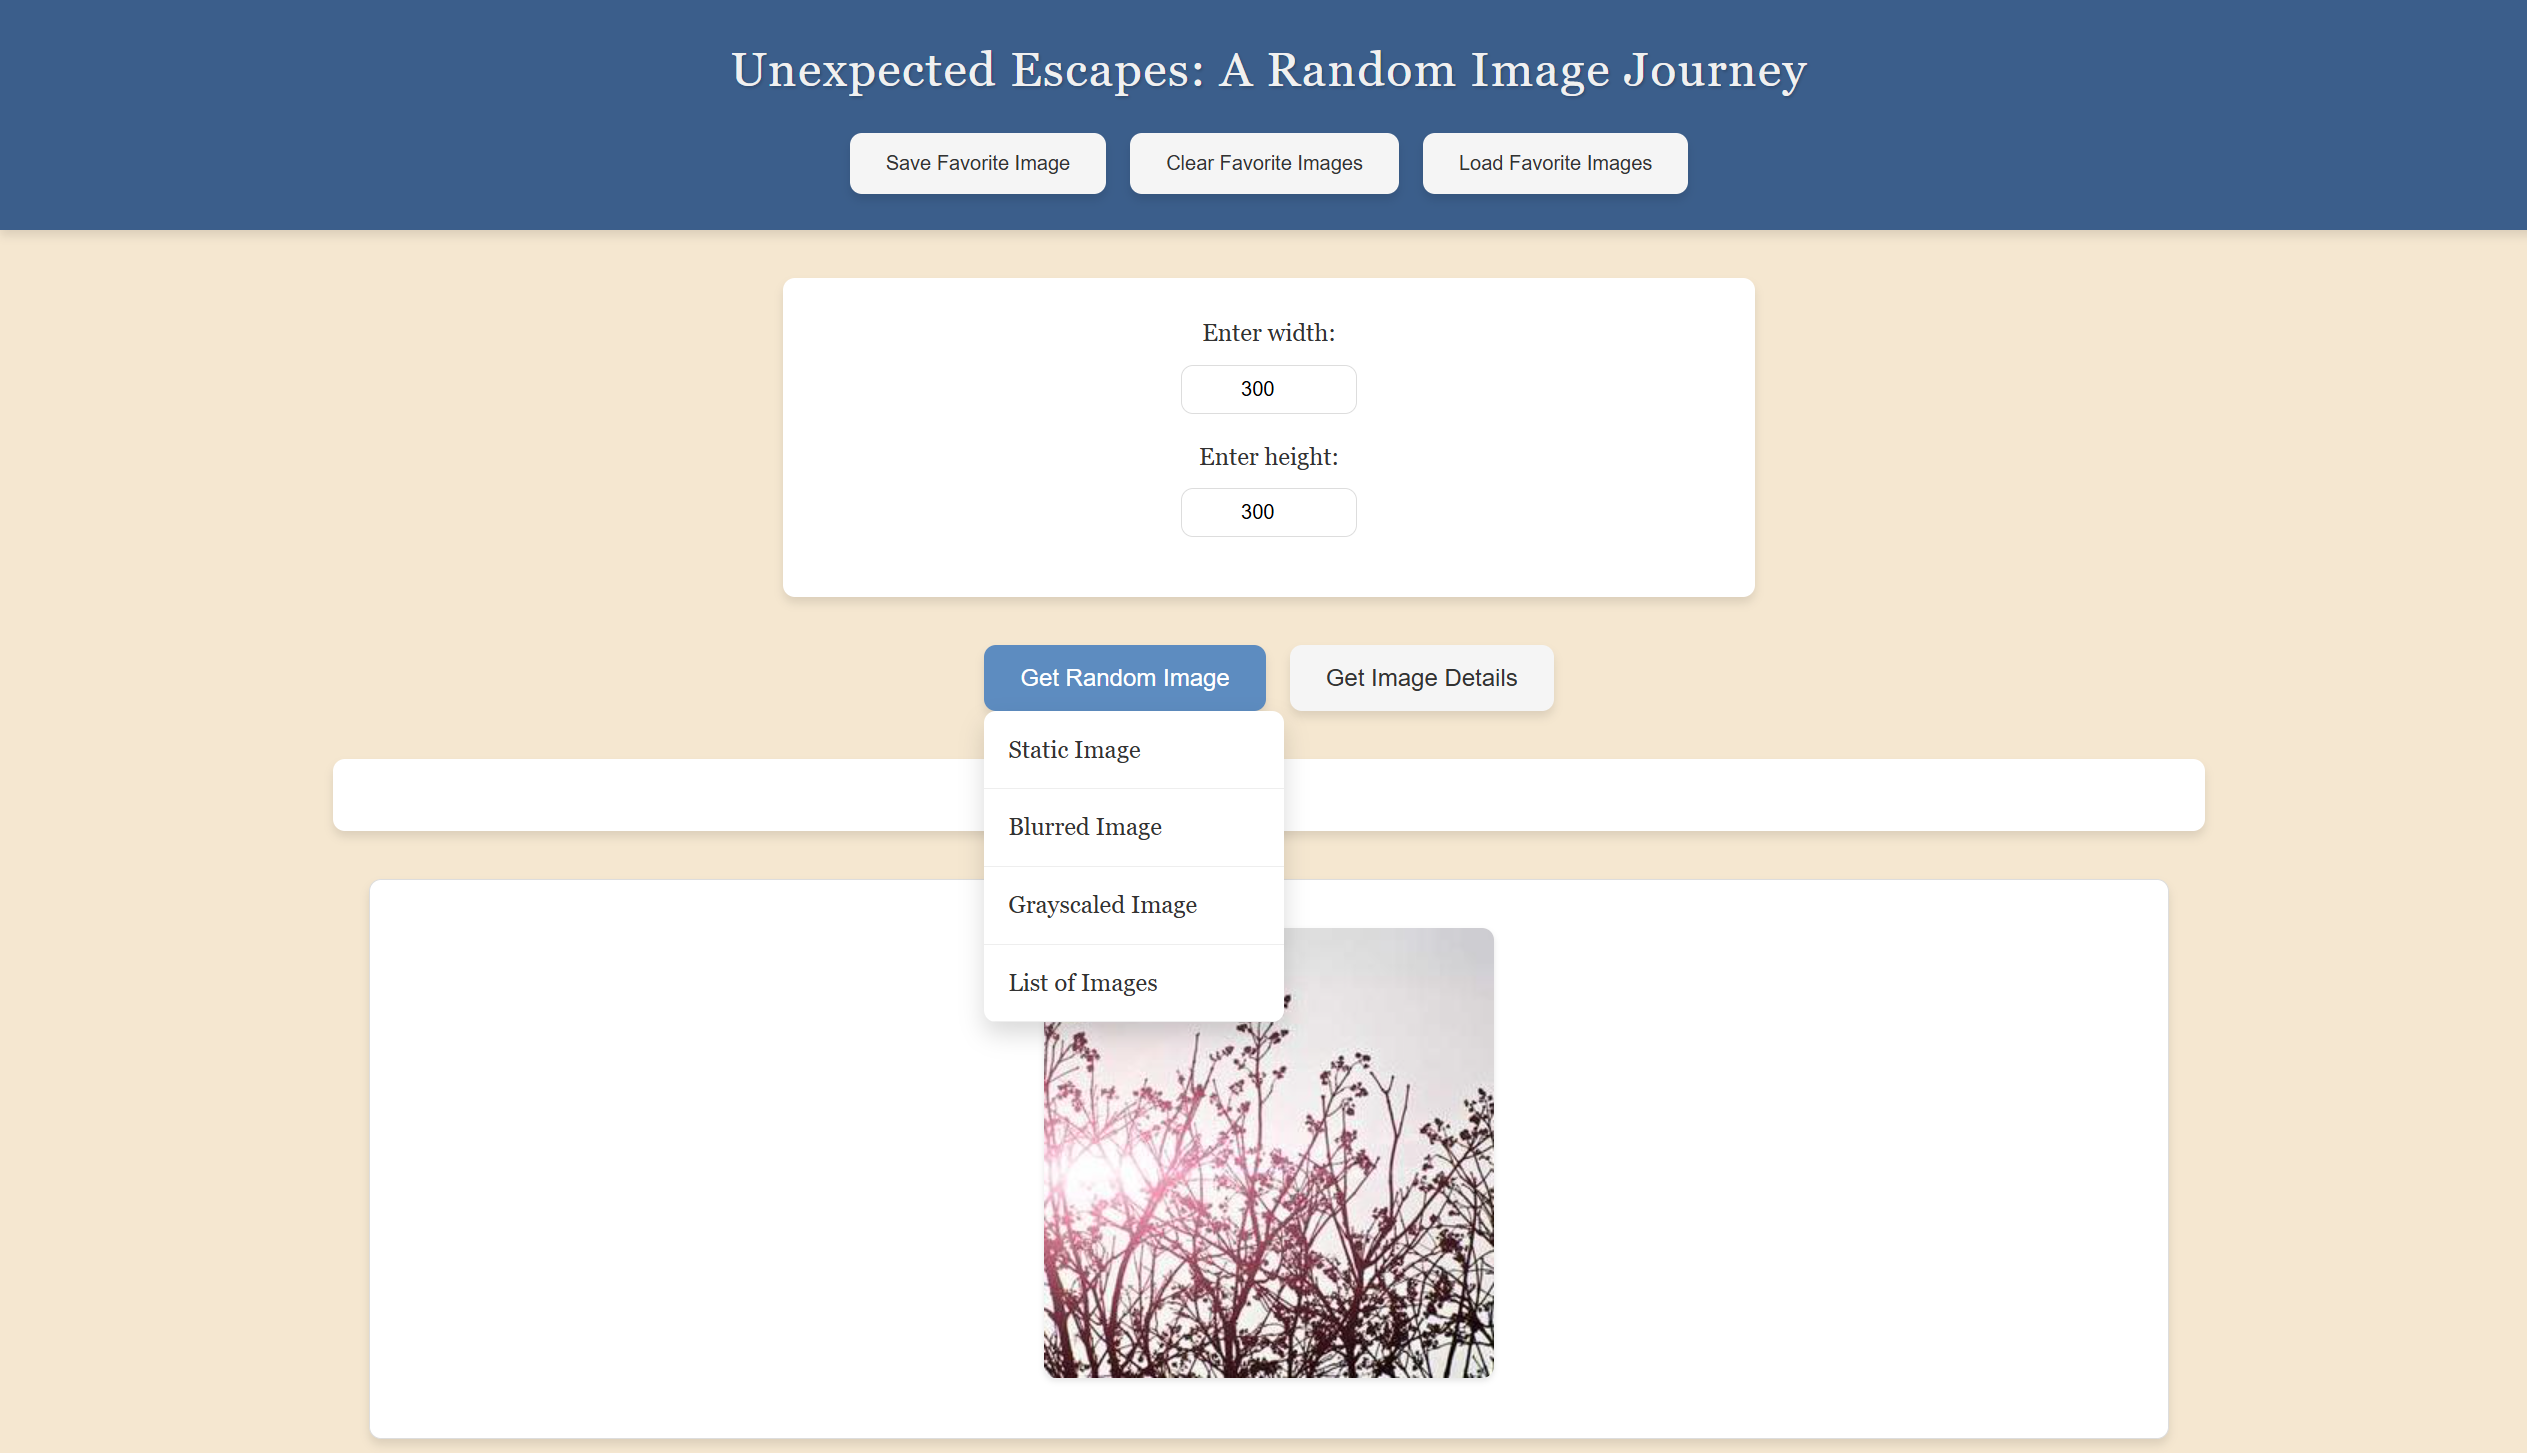 Unexpected Escapes: A Random Image Journey
Save Favorite Image
Clear Favorite Images
Load Favorite Images
Enter width:
300
Enter height:
300
Get Random Image
Get Image Details
Static Image
Blurred Image
Grayscaled Image
List of Images